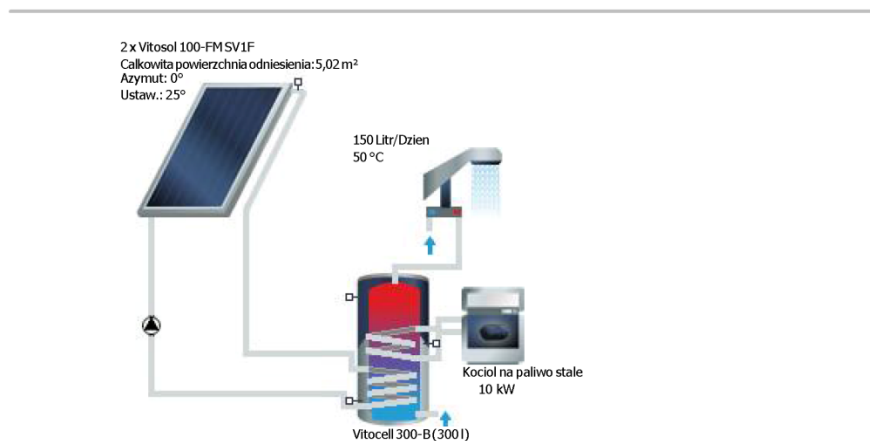 2 x Vitosol 100-FM SV1F
Calkowita powierzchnia odniesienia: 5,02 m²
Azymut: 0°
Ustaw.: 25°
150 Litr/Dzien
50 °C
Kociol na paliwo stale
10 kW
Vitocell 300-B (300 l)